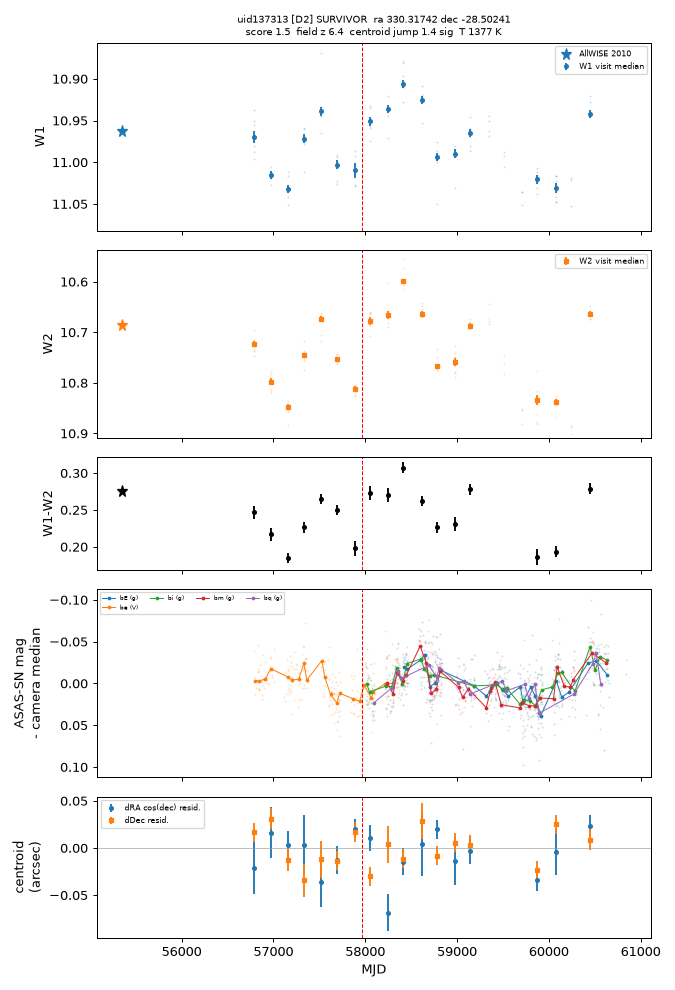 uid137313 [D2] SURVIVOR ra 330.31742 dec -28.50241
score 1.5 field z 6.4 centroid jump 1.4 sig T 1377 K
AllWISE 2010
W1 visit median
10.90
10.95
11.00
11.05
W1
W2 visit median
10.6
10.7
10.8
10.9
W2
0.30
0.25
0.20
W1-W2
bE (g)
bi (g)
bm (g)
bq (g)
be (V)
−0.10
−0.05
0.00
0.05
0.10
ASAS-SN mag
- camera median
dRA cos(dec) resid.
dDec resid.
0.05
0.00
−0.05
centroid
(arcsec)
56000
57000
58000
59000
60000
61000
MJD